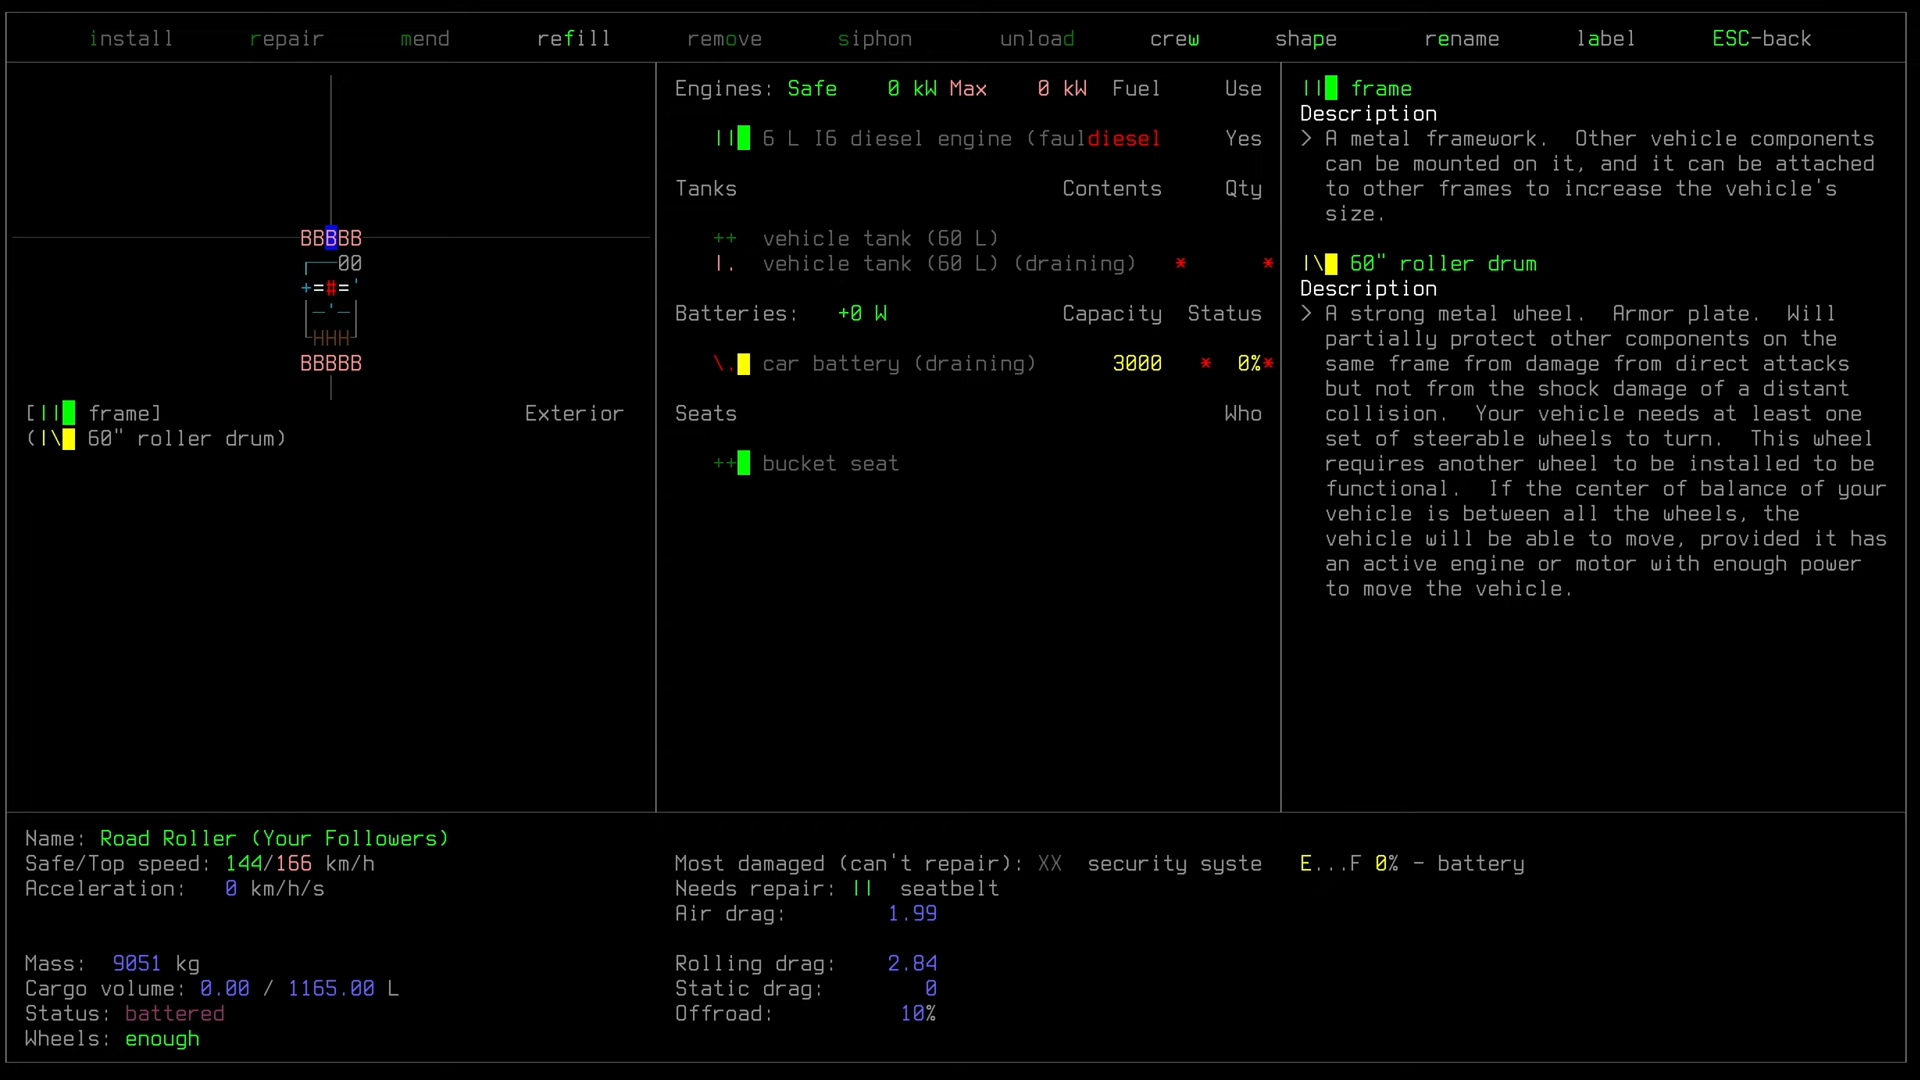 install repair mend refill remove siphon unload crew shape rename label ESC-back
BBBBB
00
+=#='
-'-
HHH
BBBBB
[|| frame] Exterior
(|\ 60" roller drum)
Engines: Safe 0 kW Max 0 kW Fuel Use
|| 6 L I6 diesel engine (fauldiesel Yes
Tanks Contents Qty
++ vehicle tank (60 L)
|. vehicle tank (60 L) (draining) * *
Batteries: +0 W Capacity Status
\. car battery (draining) 3000 * 0%*
Seats Who
++ bucket seat
|| frame
Description
> A metal framework. Other vehicle components
can be mounted on it, and it can be attached
to other frames to increase the vehicle's
size.
|\ 60" roller drum
Description
> A strong metal wheel. Armor plate. Will
partially protect other components on the
same frame from damage from direct attacks
but not from the shock damage of a distant
collision. Your vehicle needs at least one
set of steerable wheels to turn. This wheel
requires another wheel to be installed to be
functional. If the center of balance of your
vehicle is between all the wheels, the
vehicle will be able to move, provided it has
an active engine or motor with enough power
to move the vehicle.
Name: Road Roller (Your Followers)
Safe/Top speed: 144/166 km/h
Acceleration: 0 km/h/s
Mass: 9051 kg
Cargo volume: 0.00 / 1165.00 L
Status: battered
Wheels: enough
Most damaged (can't repair): XX security syste
Needs repair: || seatbelt
Air drag: 1.99
Rolling drag: 2.84
Static drag: 0
Offroad: 10%
E...F 0% - battery